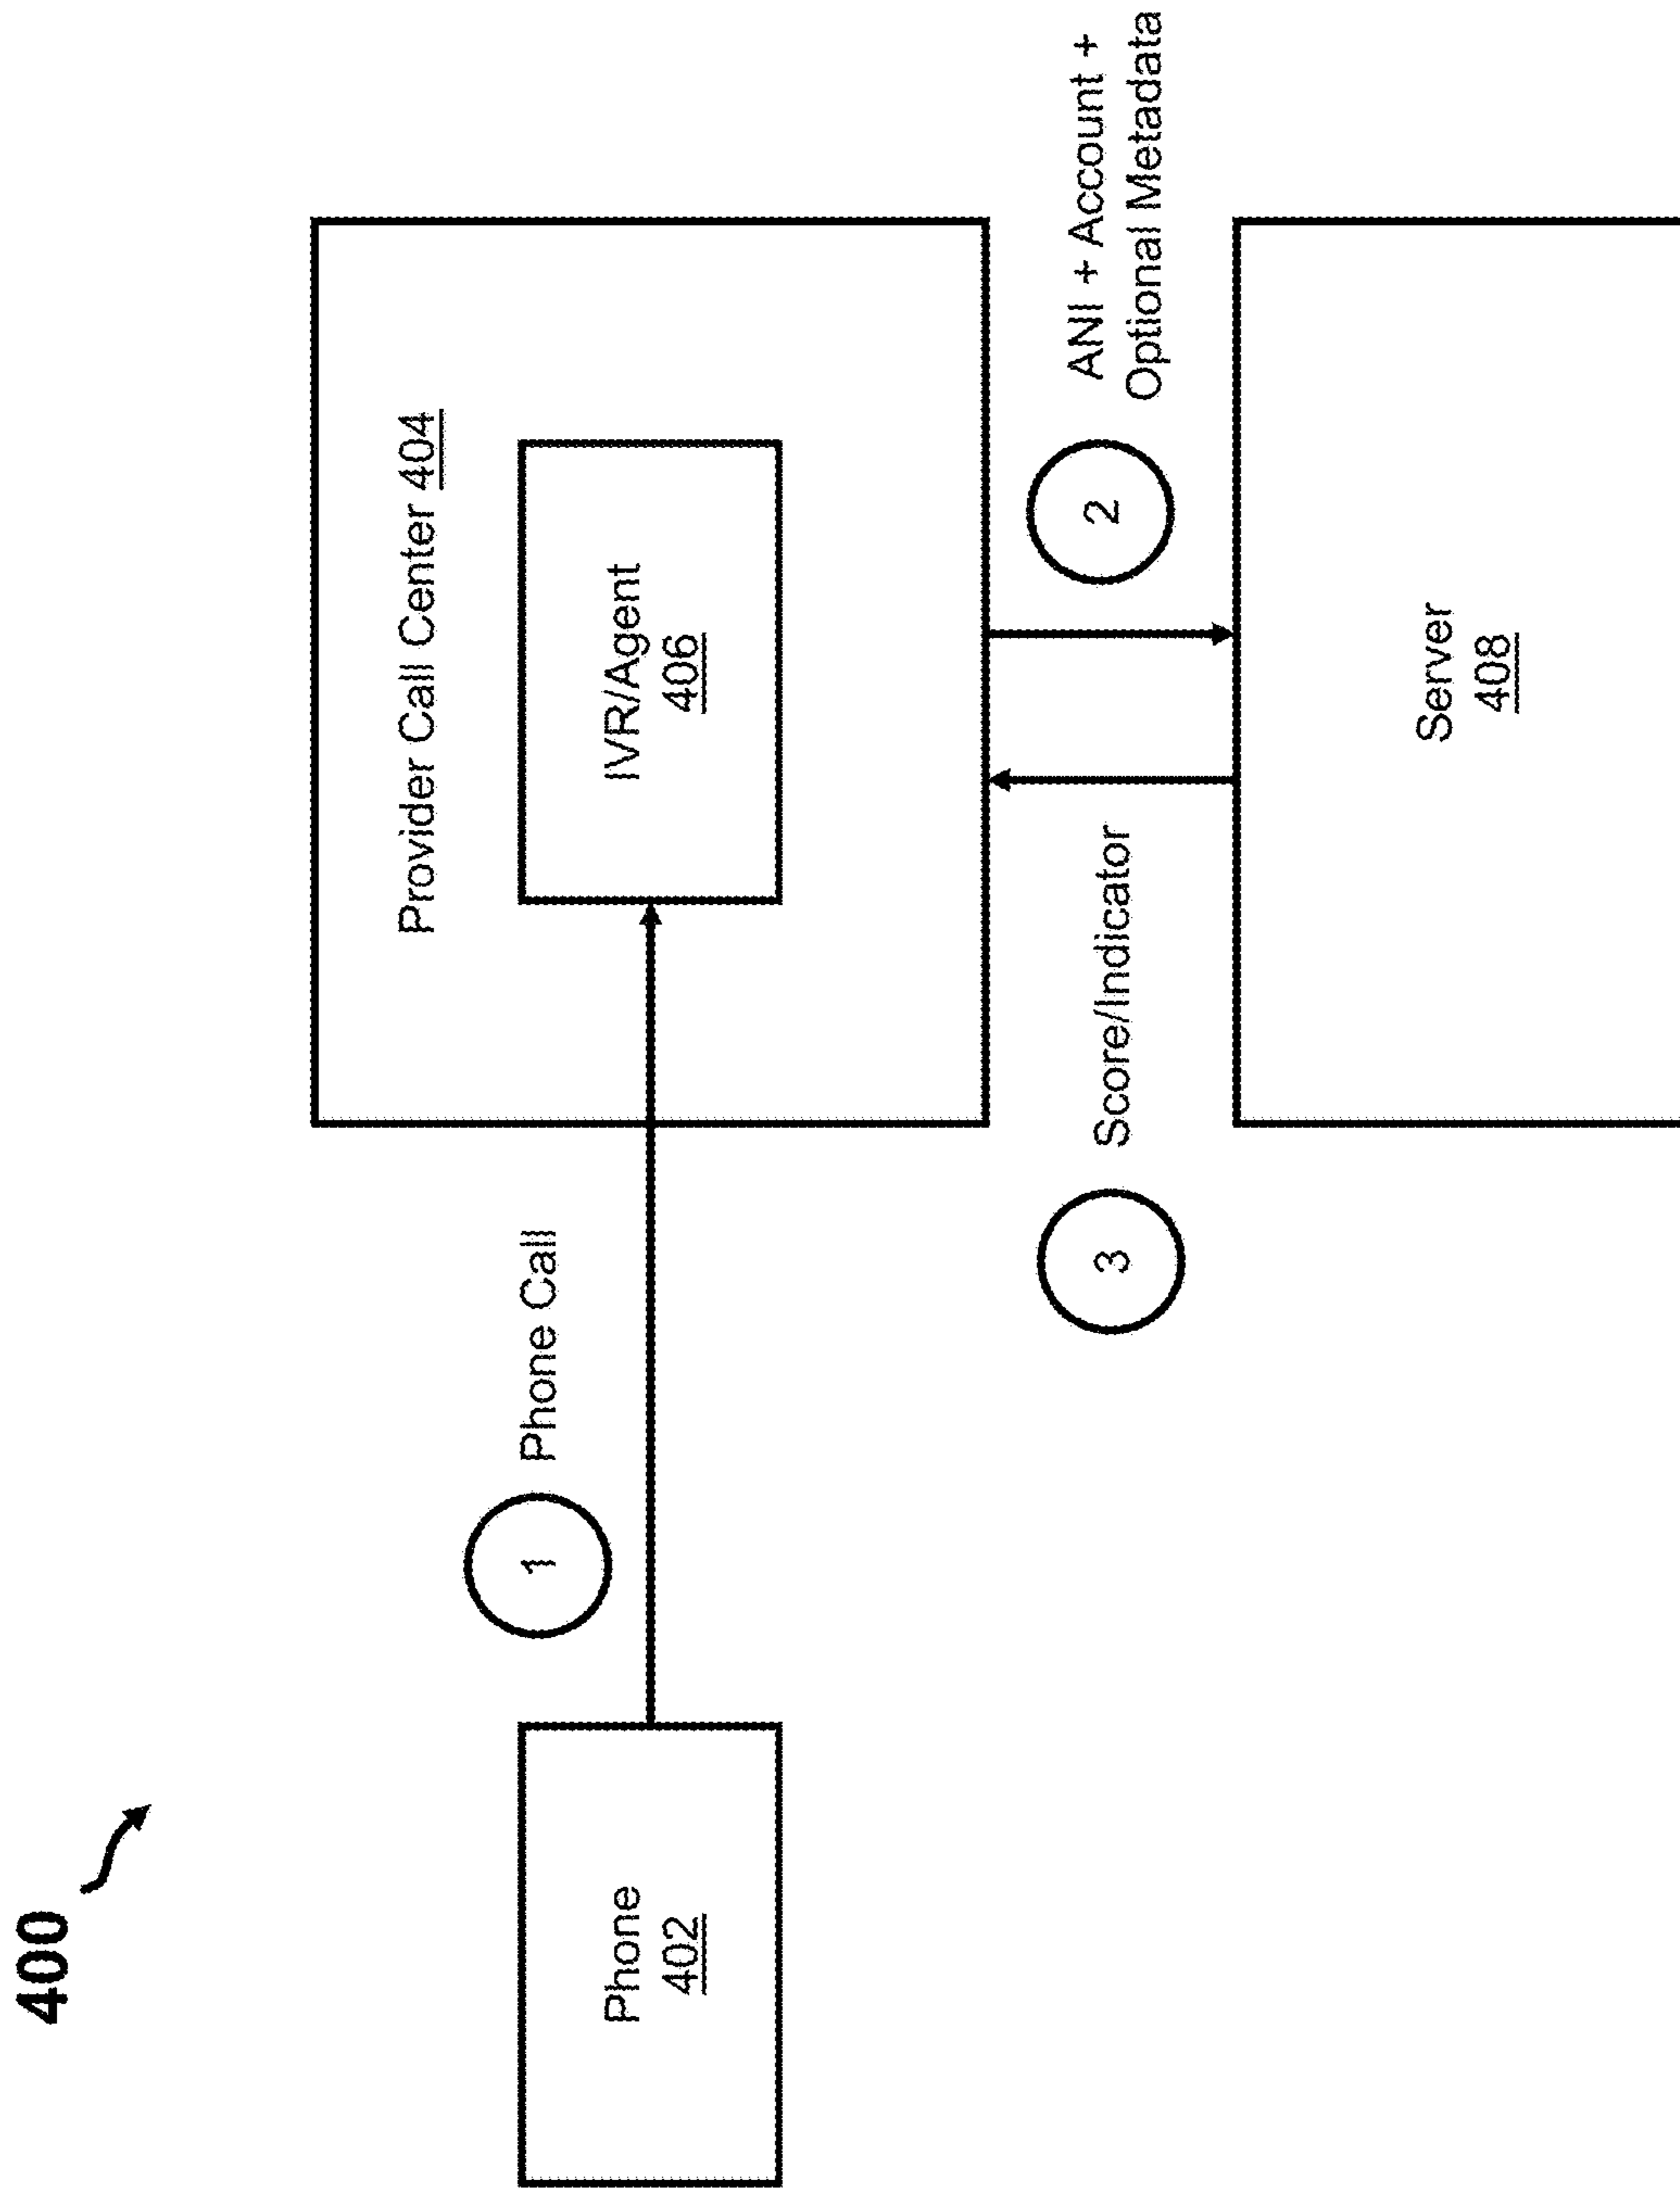 400
Provider Call Center 404
Phone
402
1
Phone Call
IVR/Agent
406
3
Score/Indicator
2
ANI + Account +
Optional Metadata
Server
408